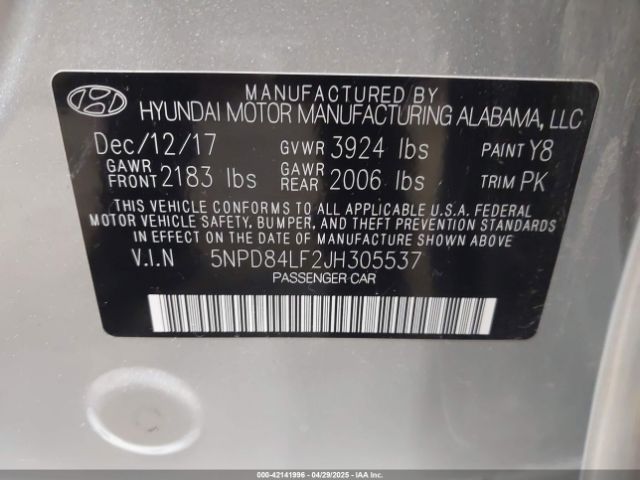 MANUFACTURED BY
HYUNDAI MOTOR MANUFACTURING ALABAMA, LLC
Dec/12/17 GVWR 3924 lbs PAINT Y8
GAWR FRONT 2183 lbs GAWR REAR 2006 lbs TRIM PK
THIS VEHICLE CONFORMS TO ALL APPLICABLE U.S.A. FEDERAL
MOTOR VEHICLE SAFETY, BUMPER, AND THEFT PREVENTION STANDARDS
IN EFFECT ON THE DATE OF MANUFACTURE SHOWN ABOVE.
V.I.N 5NPD84LF2JH305537
PASSENGER CAR
000-42141996 04/29/2025 IAAI.COM